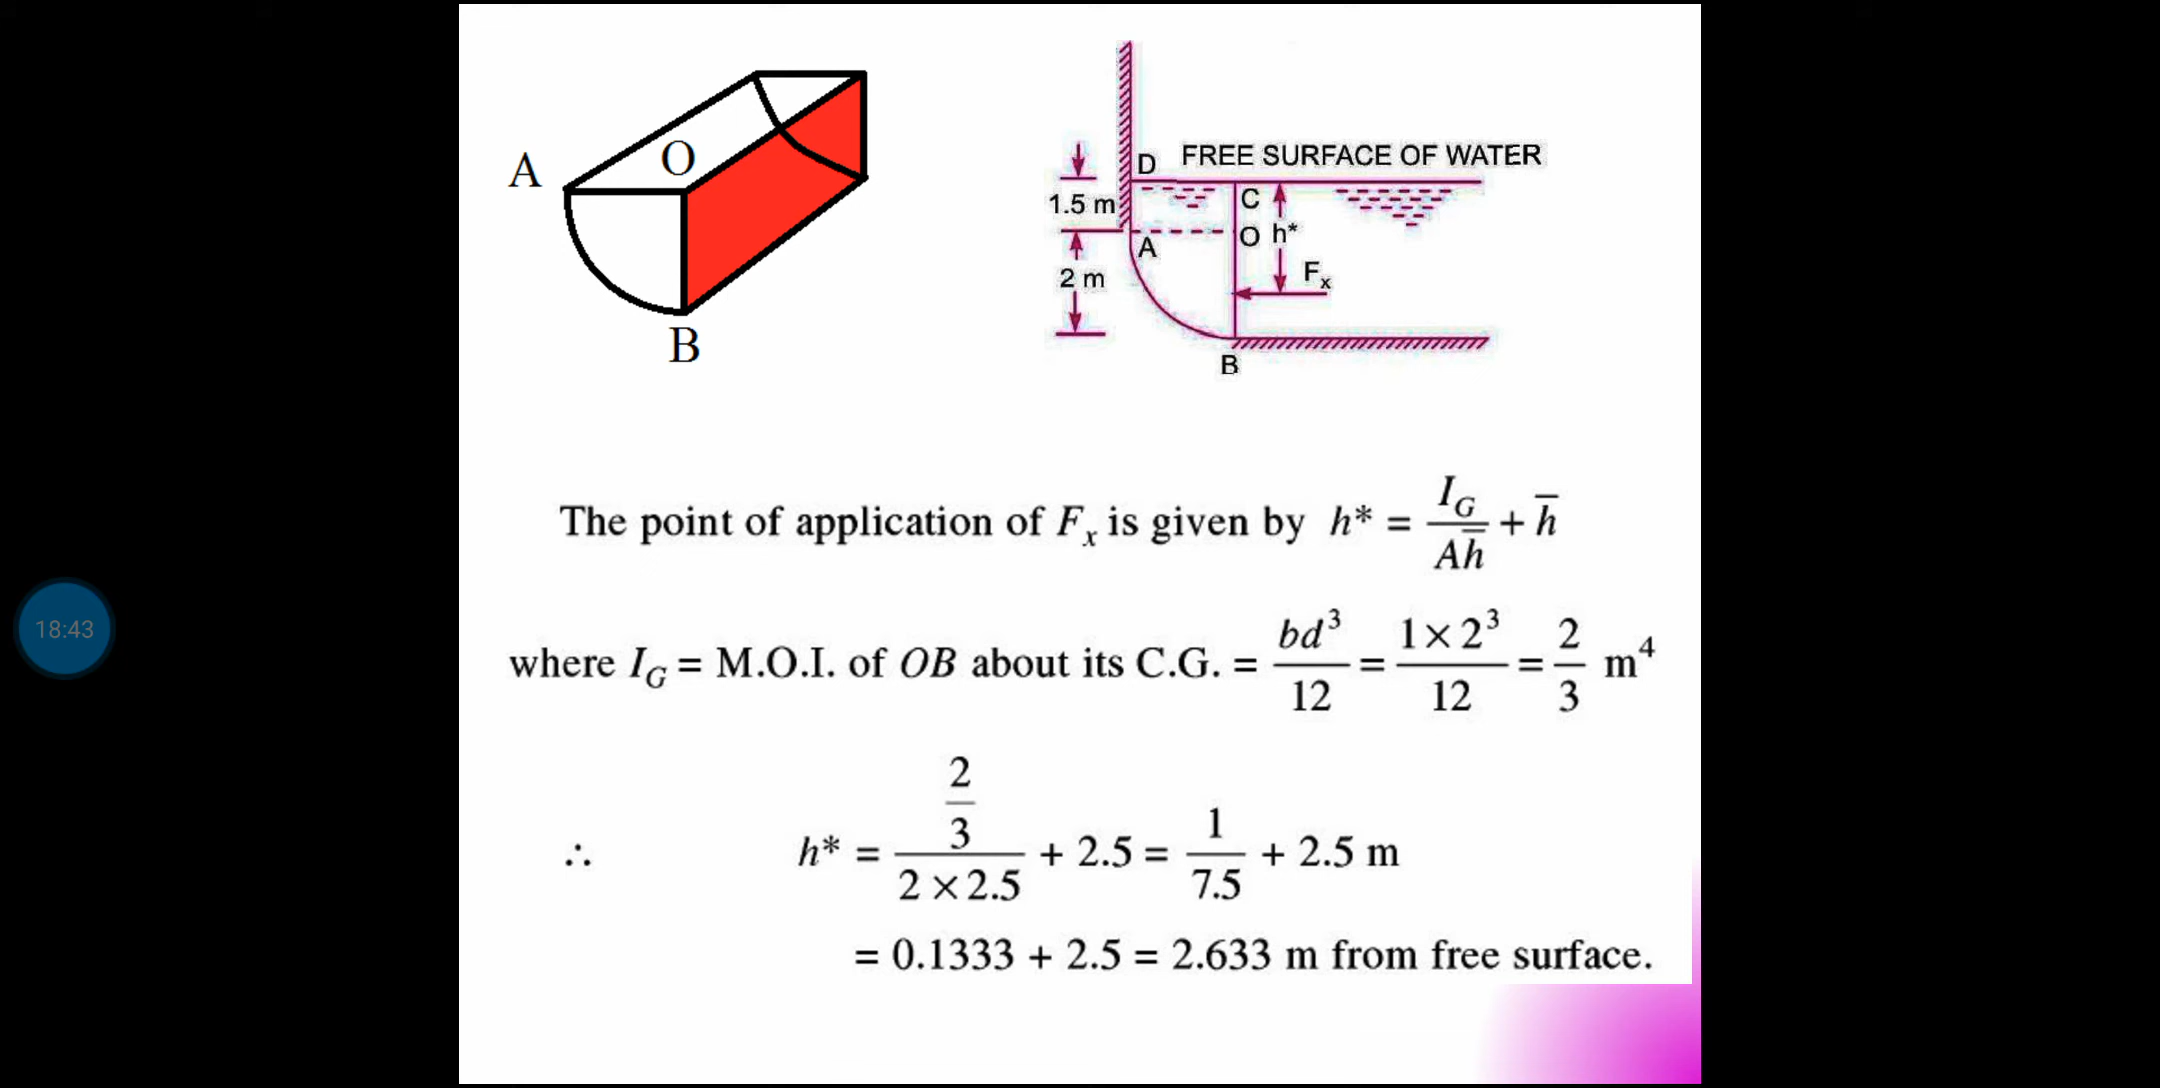 A
O
B
D FREE SURFACE OF WATER
1.5 m
C
A
O h*
2 m
Fx
B
18:43
The point of application of Fx is given by h* = I_G / Ah̅ + h̅
where I_G = M.O.I. of OB about its C.G. = bd³/12 = 1×2³/12 = 2/3 m⁴
∴ h* = (2/3)/(2 × 2.5) + 2.5 = 1/7.5 + 2.5 m
= 0.1333 + 2.5 = 2.633 m from free surface.